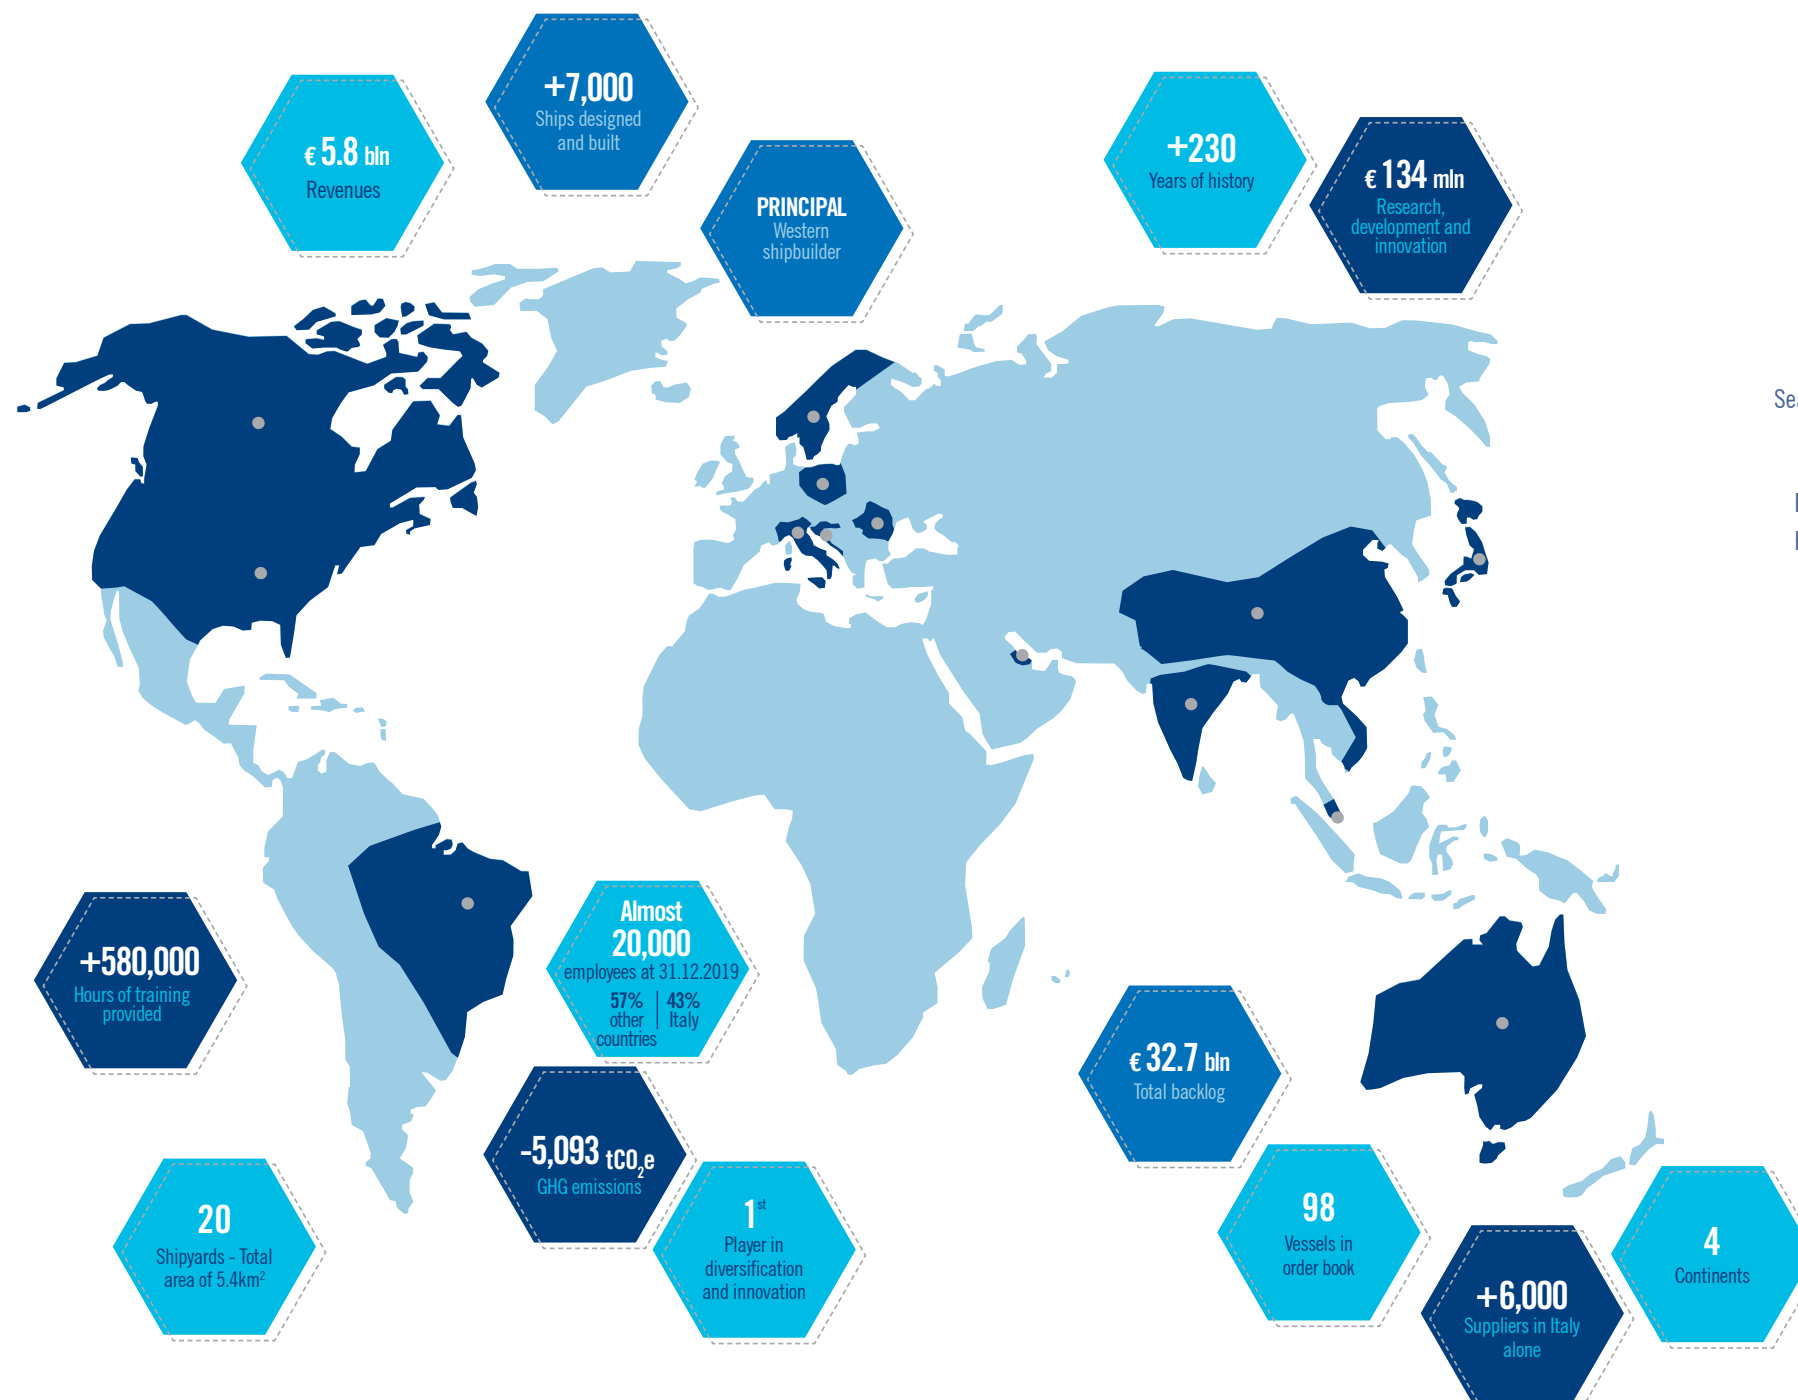 +7,000
Ships designed
and built
€ 5.8 bln
Revenues
PRINCIPAL
Western
shipbuilder
+230
Years of history
€ 134 mln
Research,
development and
innovation
+580,000
Hours of training
provided
Almost
20,000
employees at 31.12.2019
57%
other
countries
43%
Italy
-5,093 tCO2e
GHG emissions
20
Shipyards - Total
area of 5.4km²
1st
Player in
diversification
and innovation
€ 32.7 bln
Total backlog
98
Vessels in
order book
+6,000
Suppliers in Italy
alone
4
Continents